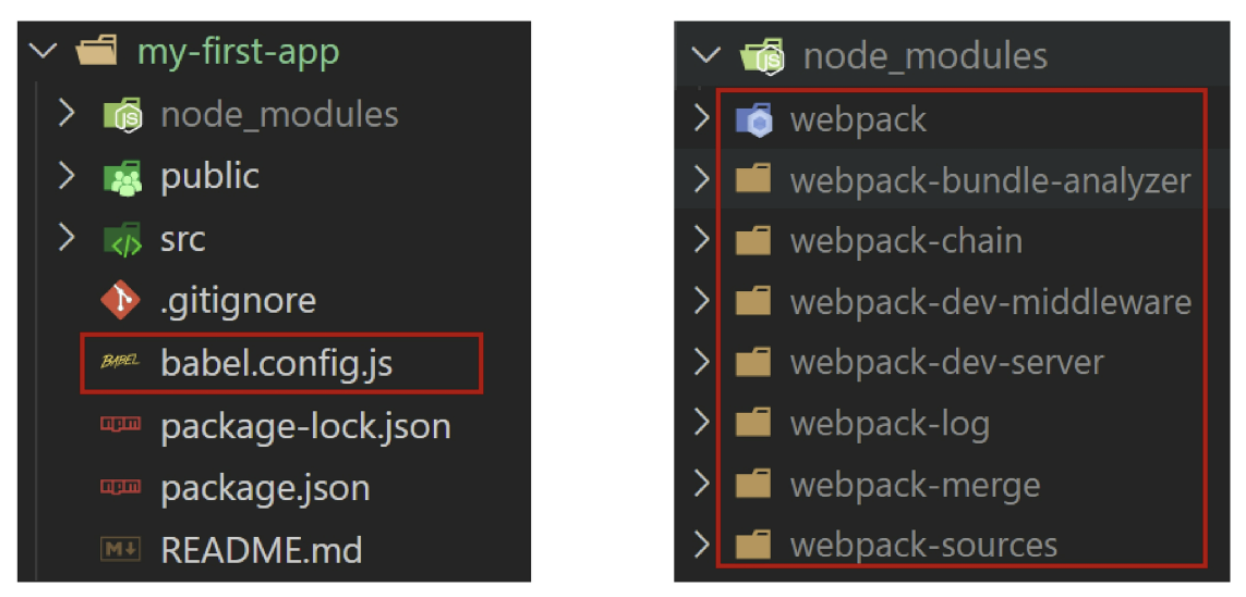 my-first-app
node_modules
public
src
.gitignore
BABEL babel.config.js
npm package-lock.json
npm package.json
M README.md
node_modules
webpack
webpack-bundle-analyzer
webpack-chain
webpack-dev-middleware
webpack-dev-server
webpack-log
webpack-merge
webpack-sources